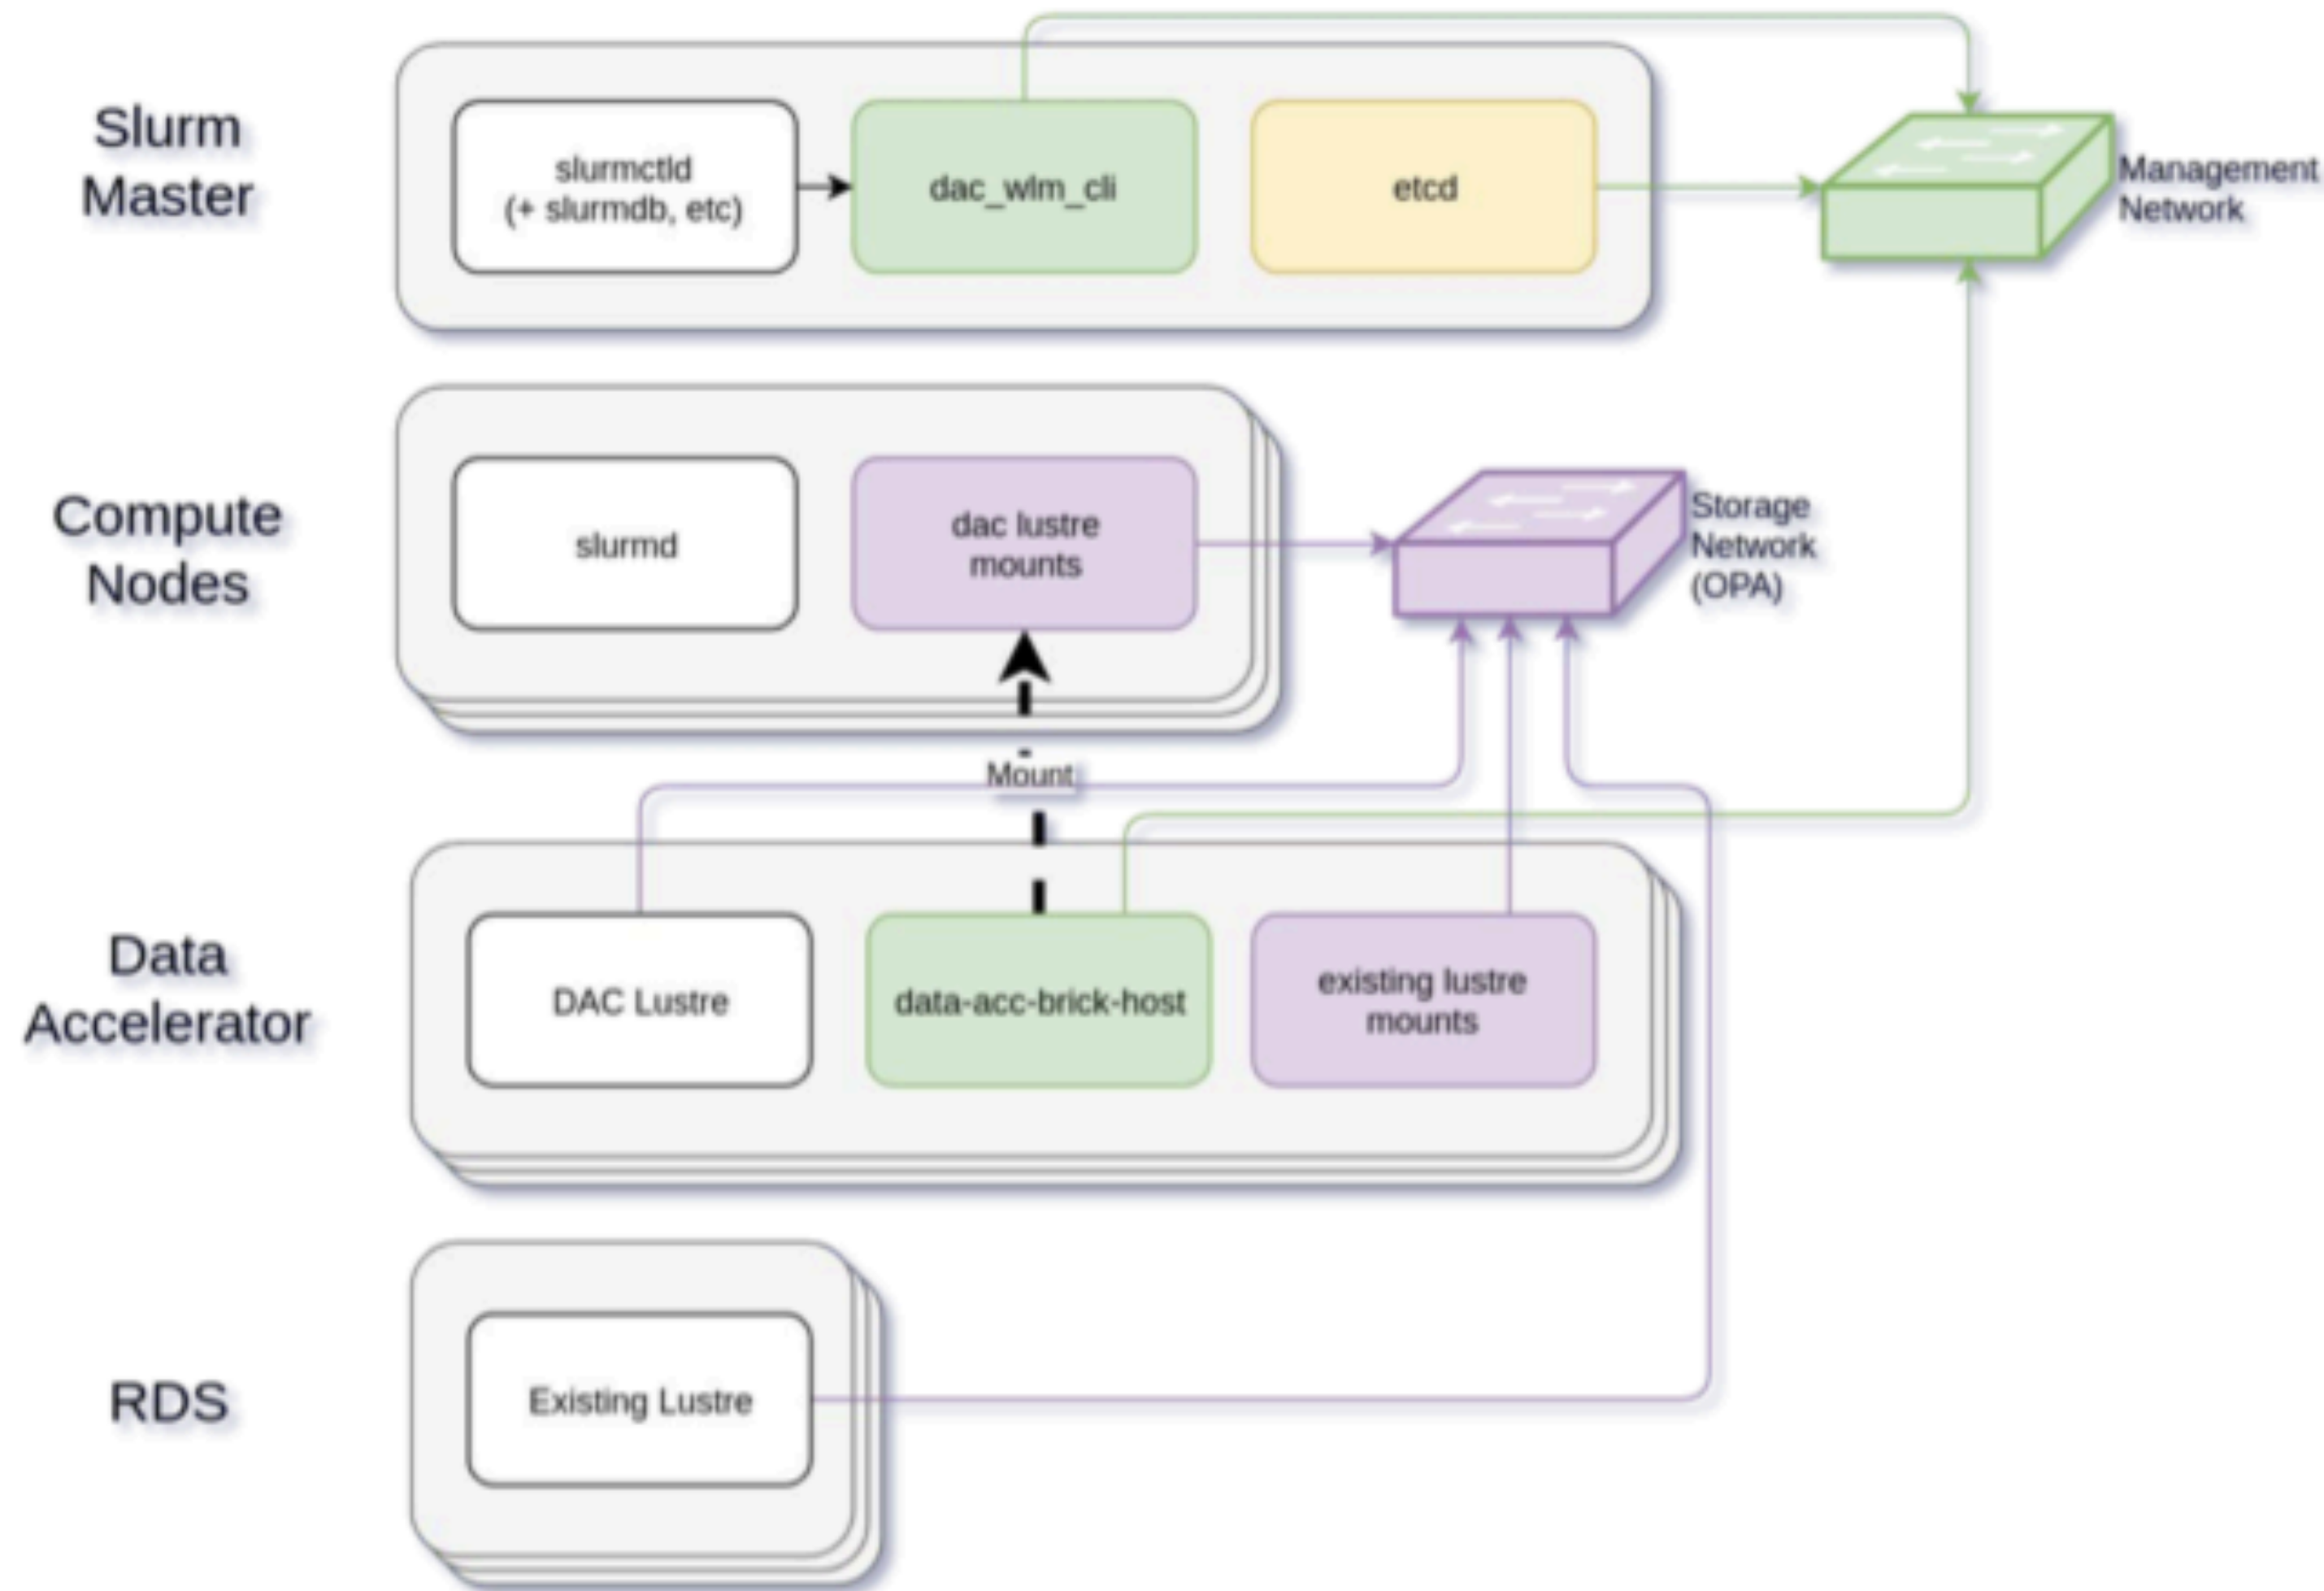 Slurm
Master
slurmctld
(+ slurmdb, etc)
dac_wlm_cli
etcd
Management
Network
Compute
Nodes
slurmd
dac lustre
mounts
Storage
Network
(OPA)
Mount
Data
Accelerator
DAC Lustre
data-acc-brick-host
existing lustre
mounts
RDS
Existing Lustre